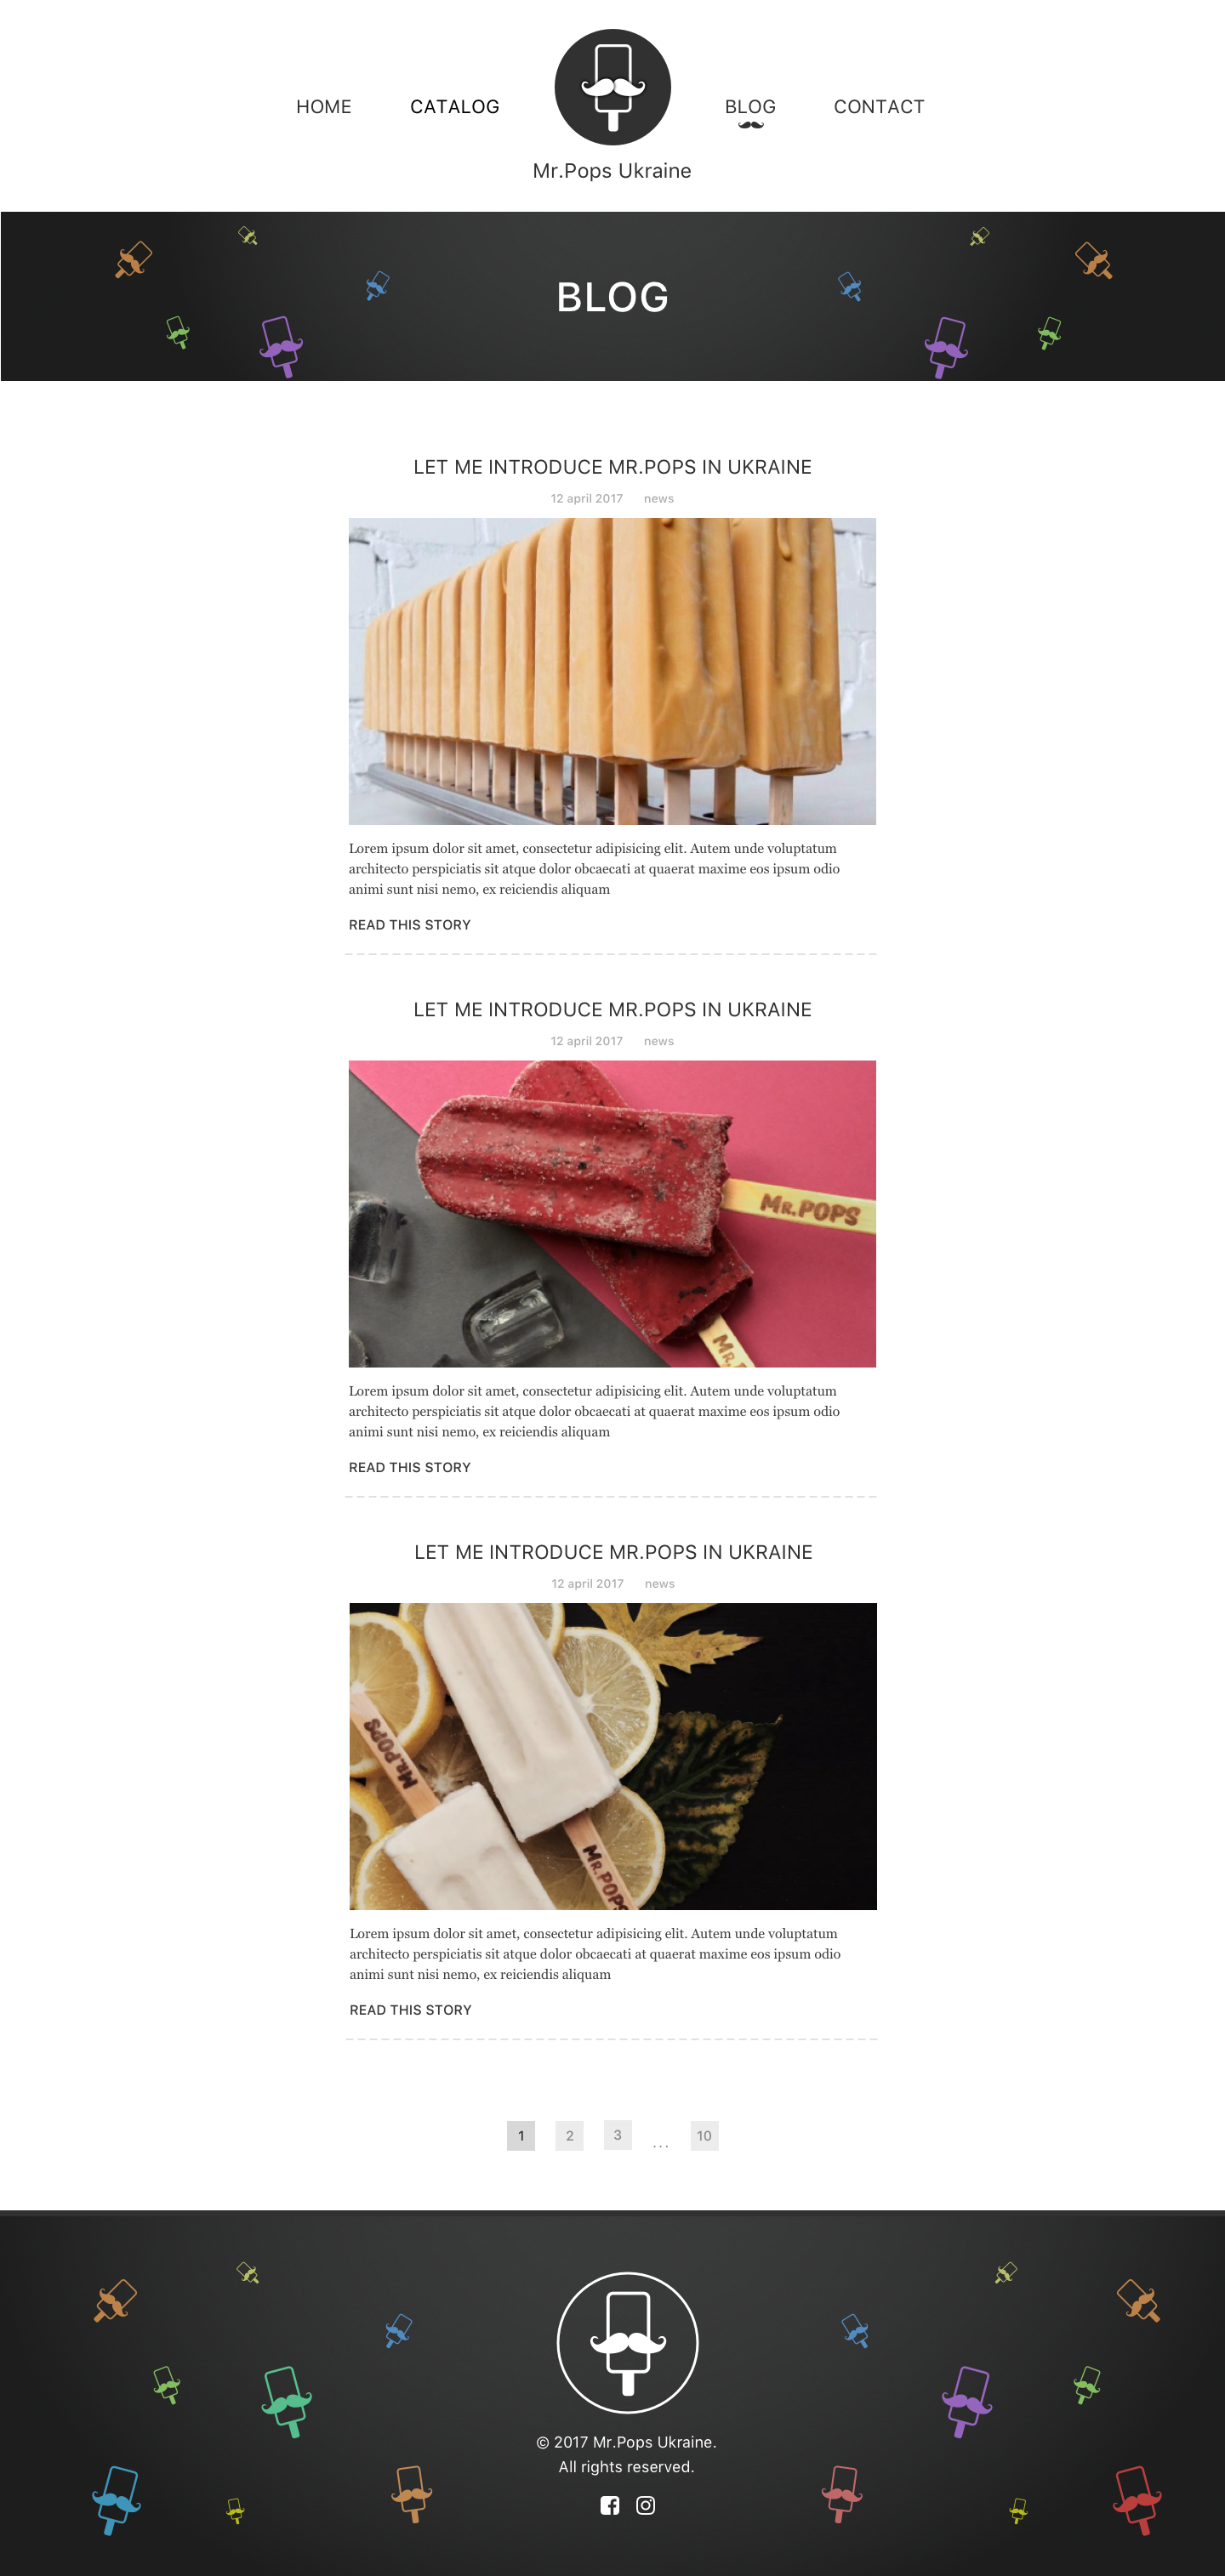 HOME
CATALOG
BLOG
CONTACT
Mr.Pops Ukraine
BLOG
LET ME INTRODUCE MR.POPS IN UKRAINE
12 april 2017 news
Lorem ipsum dolor sit amet, consectetur adipisicing elit. Autem unde voluptatum
architecto perspiciatis sit atque dolor obcaecati at quaerat maxime eos ipsum odio
animi sunt nisi nemo, ex reiciendis aliquam
READ THIS STORY
LET ME INTRODUCE MR.POPS IN UKRAINE
12 april 2017 news
MR.POPS
MR.P
Lorem ipsum dolor sit amet, consectetur adipisicing elit. Autem unde voluptatum
architecto perspiciatis sit atque dolor obcaecati at quaerat maxime eos ipsum odio
animi sunt nisi nemo, ex reiciendis aliquam
READ THIS STORY
LET ME INTRODUCE MR.POPS IN UKRAINE
12 april 2017 news
MR.POPS
MR.POPS
Lorem ipsum dolor sit amet, consectetur adipisicing elit. Autem unde voluptatum
architecto perspiciatis sit atque dolor obcaecati at quaerat maxime eos ipsum odio
animi sunt nisi nemo, ex reiciendis aliquam
READ THIS STORY
1 2 3 ... 10
© 2017 Mr.Pops Ukraine.
All rights reserved.